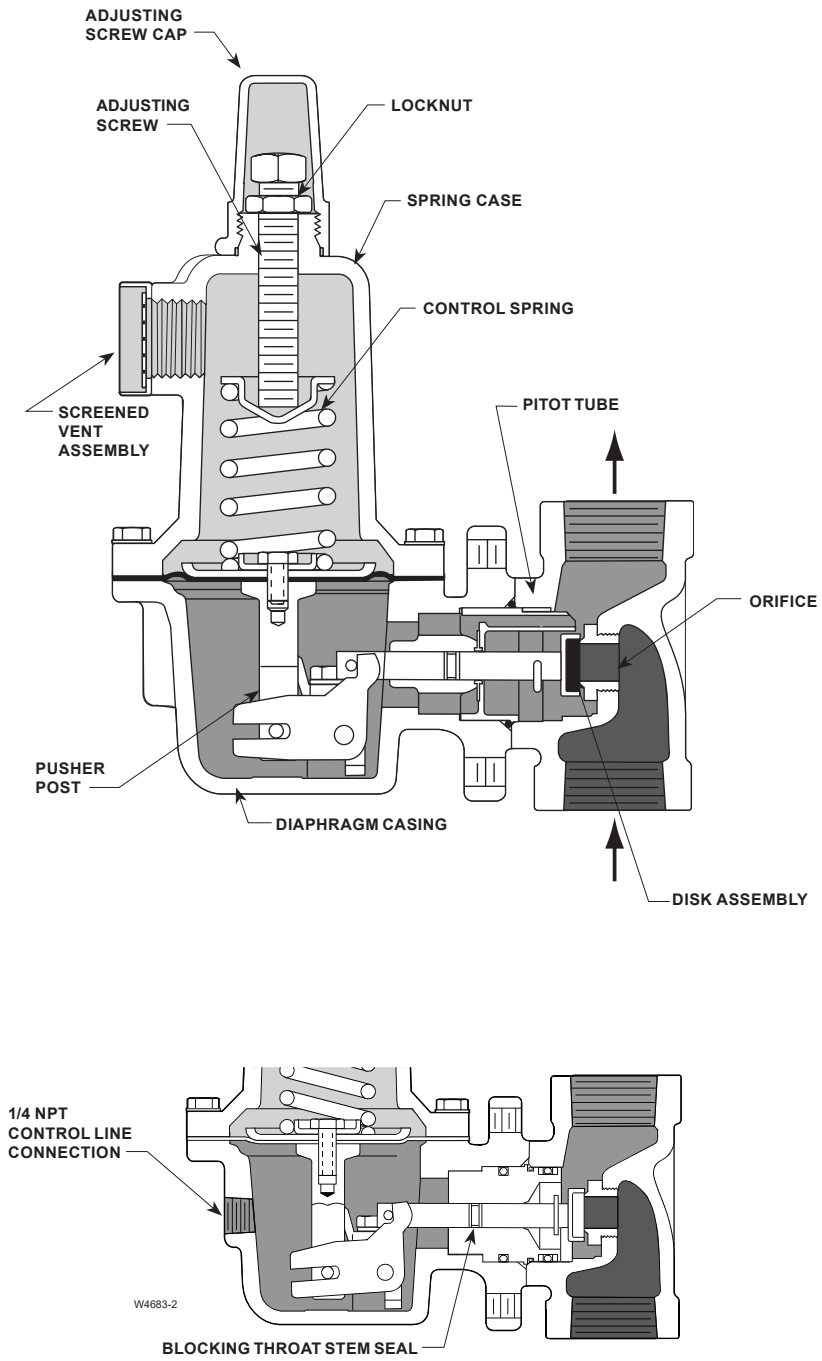 ADJUSTING
SCREW CAP
ADJUSTING
SCREW
LOCKNUT
SPRING CASE
CONTROL SPRING
SCREENED
VENT
ASSEMBLY
PITOT TUBE
ORIFICE
PUSHER
POST
DIAPHRAGM CASING
DISK ASSEMBLY
1/4 NPT
CONTROL LINE
CONNECTION
W4683-2
BLOCKING THROAT STEM SEAL